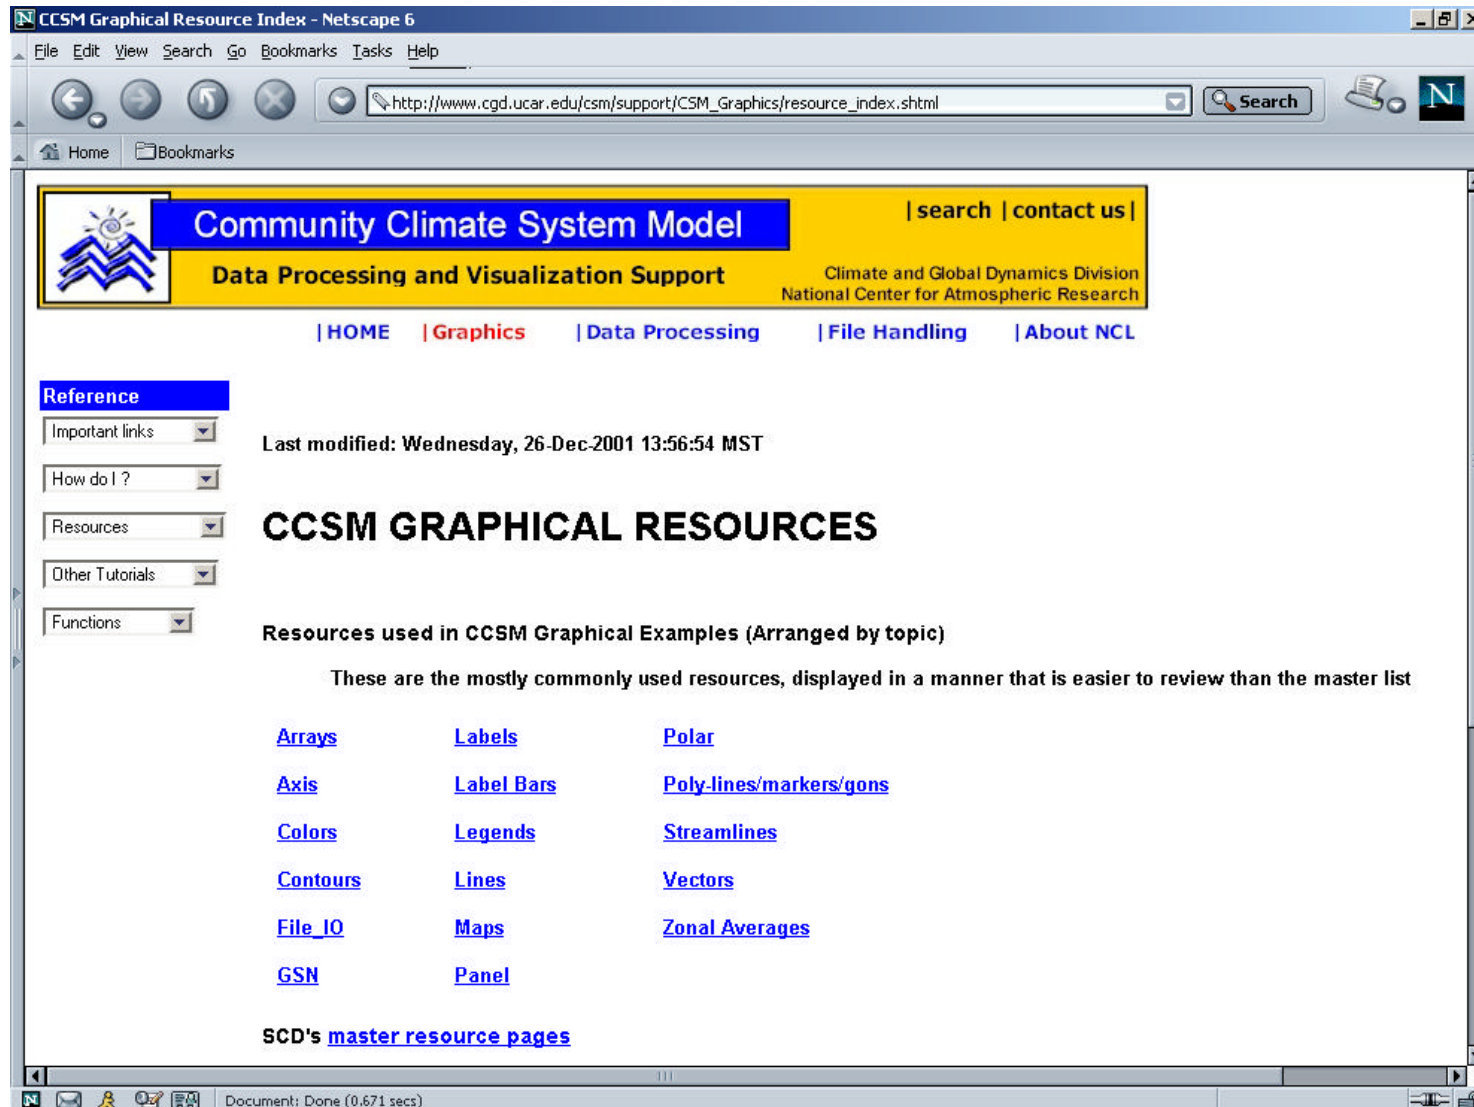 CCSM Graphical Resource Index - Netscape 6
File Edit View Search Go Bookmarks Tasks Help
http://www.cgd.ucar.edu/csm/support/CSM_Graphics/resource_index.shtml Search N
Home Bookmarks
Community Climate System Model | search | contact us |
Data Processing and Visualization Support
Climate and Global Dynamics Division
National Center for Atmospheric Research
| HOME | Graphics | Data Processing | File Handling | About NCL
Reference
Important links
How do I ?
Resources
Other Tutorials
Functions
Last modified: Wednesday, 26-Dec-2001 13:56:54 MST
CCSM GRAPHICAL RESOURCES
Resources used in CCSM Graphical Examples (Arranged by topic)
These are the mostly commonly used resources, displayed in a manner that is easier to review than the master list
Arrays Labels Polar
Axis Label Bars Poly-lines/markers/gons
Colors Legends Streamlines
Contours Lines Vectors
File_IO Maps Zonal Averages
GSN Panel
SCD's master resource pages
Document: Done (0.671 secs)